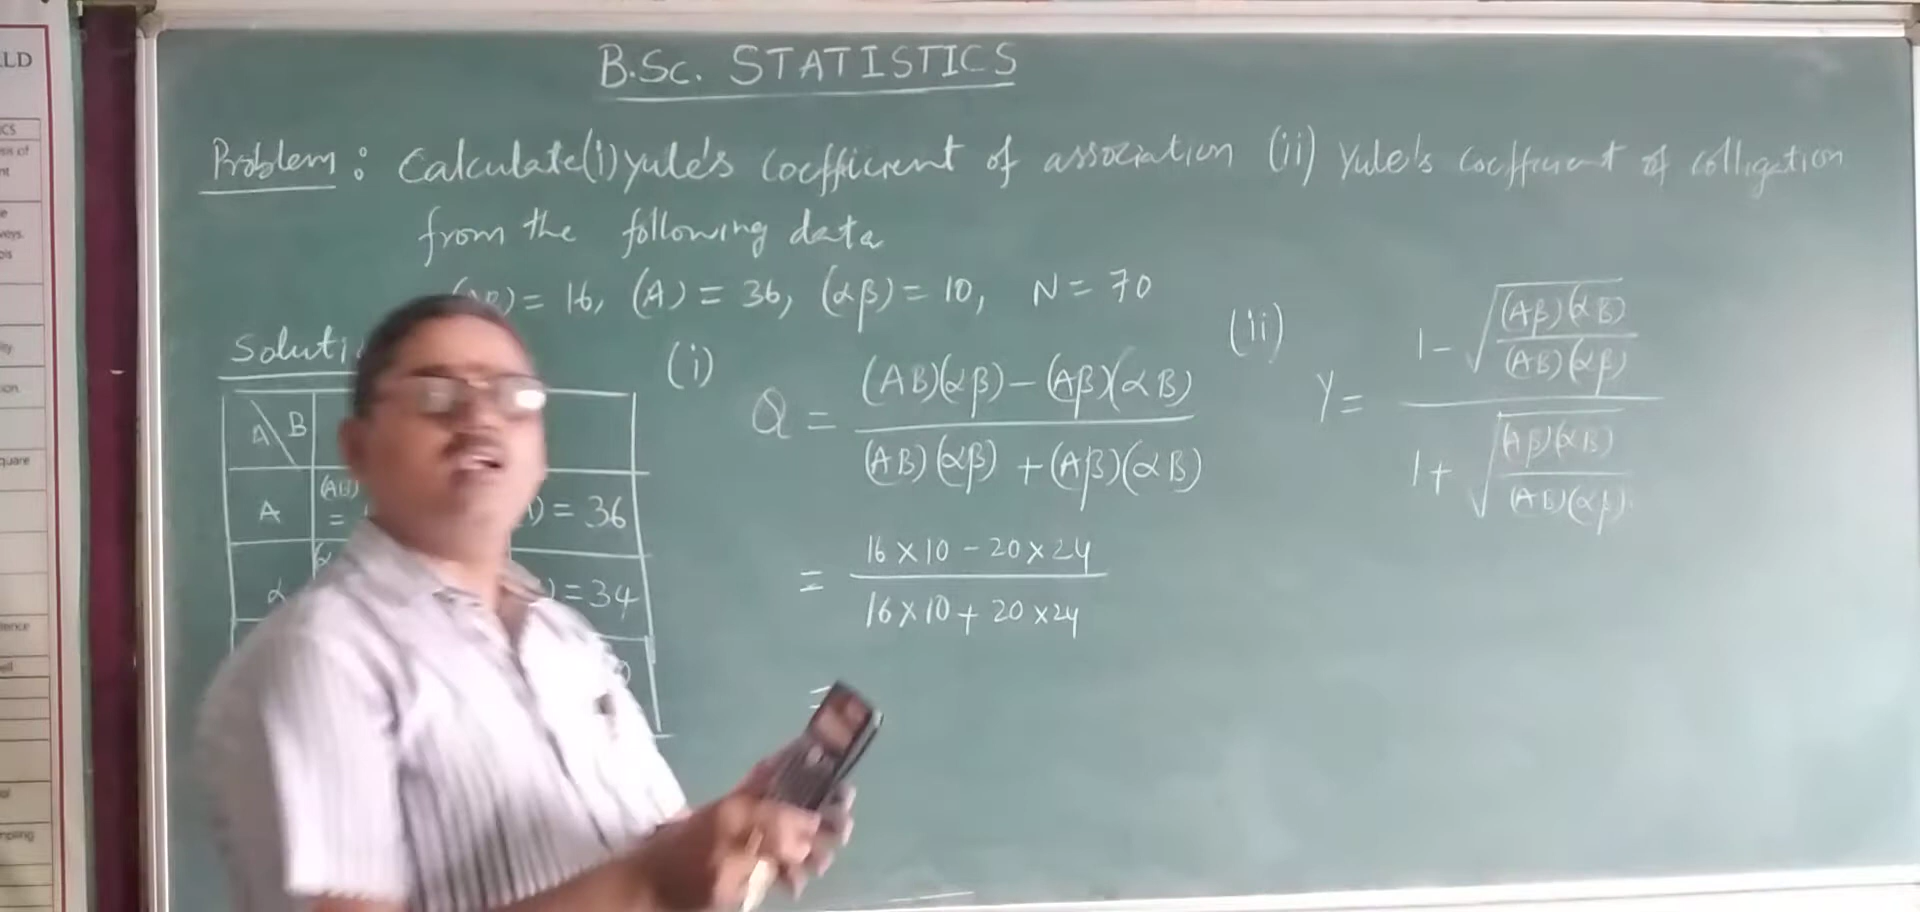 B.Sc. STATISTICS
Problem : Calculate (i) yule's coefficient of association (ii) Yule's coefficient of colligation
from the following data
= 16, (A) = 36, (αβ) = 10, N = 70
(i)
Q = (AB)(αβ) – (Aβ)(αB)
(AB)(αβ) + (Aβ)(αB)
= 16 × 10 – 20 × 24
16 × 10 + 20 × 24
=
(ii)
Y = 1 – √ (Aβ)(αB)
(AB)(αβ)
1 + √ (Aβ)(αB)
(AB)(αβ)
A \ B
A (AB) = = 36
α = 34
LD